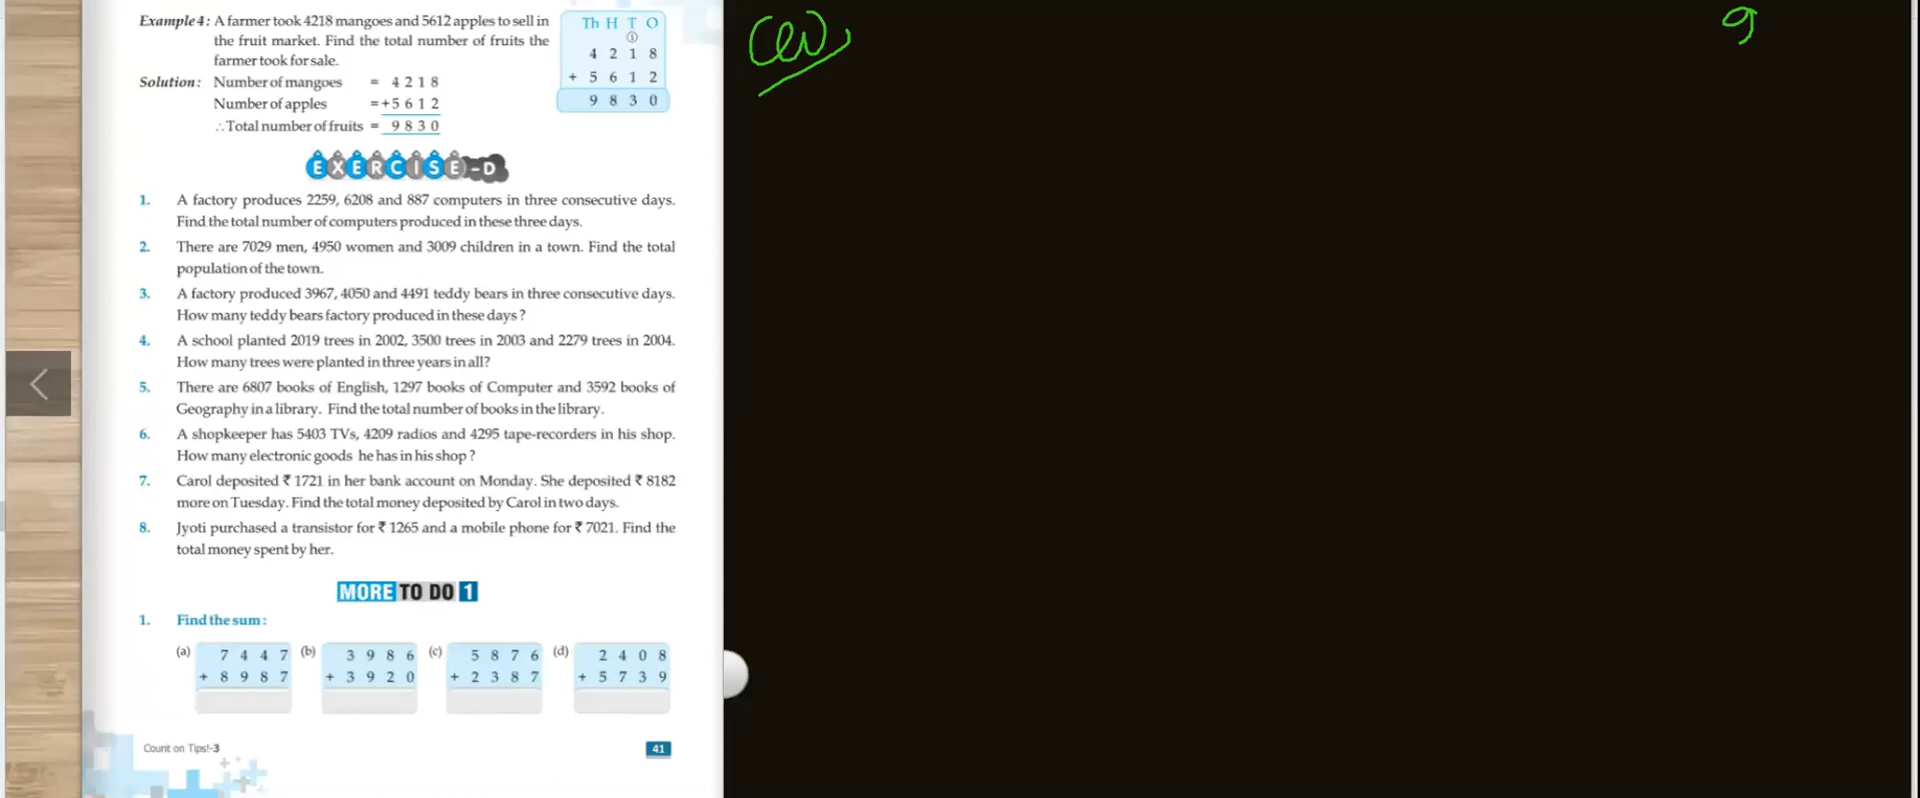 Example 4 : A farmer took 4218 mangoes and 5612 apples to sell in
the fruit market. Find the total number of fruits the
farmer took for sale.
Solution : Number of mangoes = 4 2 1 8
Number of apples =+5 6 1 2
∴Total number of fruits = 9 8 3 0
Th H T O
①
4 2 1 8
+ 5 6 1 2
9 8 3 0
EXERCISE-D
1. A factory produces 2259, 6208 and 887 computers in three consecutive days.
Find the total number of computers produced in these three days.
2. There are 7029 men, 4950 women and 3009 children in a town. Find the total
population of the town.
3. A factory produced 3967, 4050 and 4491 teddy bears in three consecutive days.
How many teddy bears factory produced in these days ?
4. A school planted 2019 trees in 2002, 3500 trees in 2003 and 2279 trees in 2004.
How many trees were planted in three years in all?
5. There are 6807 books of English, 1297 books of Computer and 3592 books of
Geography in a library. Find the total number of books in the library.
6. A shopkeeper has 5403 TVs, 4209 radios and 4295 tape-recorders in his shop.
How many electronic goods he has in his shop ?
7. Carol deposited ₹ 1721 in her bank account on Monday. She deposited ₹ 8182
more on Tuesday. Find the total money deposited by Carol in two days.
8. Jyoti purchased a transistor for ₹ 1265 and a mobile phone for ₹ 7021. Find the
total money spent by her.
MORE TO DO 1
1. Find the sum :
(a) 7 4 4 7 (b) 3 9 8 6 (c) 5 8 7 6 (d) 2 4 0 8
+ 8 9 8 7 + 3 9 2 0 + 2 3 8 7 + 5 7 3 9
Count on Tips!-3
41
9